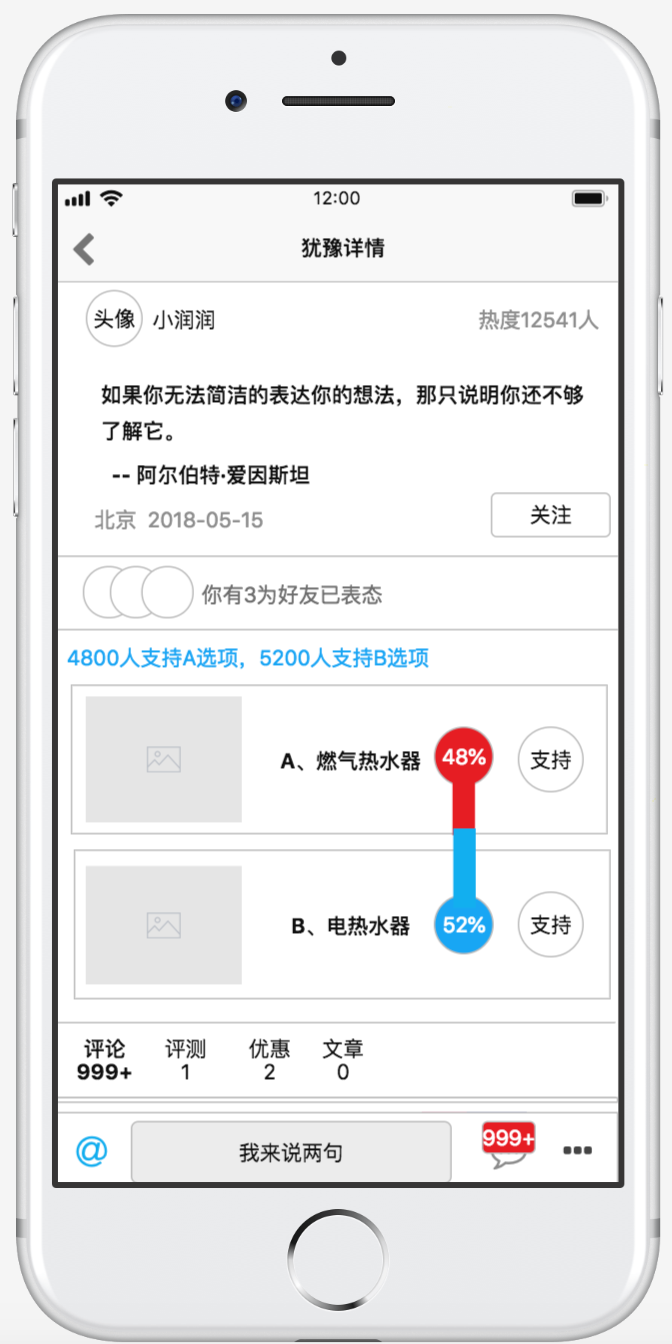 12:00
犹豫详情
头像 小润润 热度12541人
如果你无法简洁的表达你的想法，那只说明你还不够
了解它。
-- 阿尔伯特·爱因斯坦
北京 2018-05-15 关注
你有3为好友已表态
4800人支持A选项，5200人支持B选项
A、燃气热水器 48% 支持
B、电热水器 52% 支持
评论 评测 优惠 文章
999+ 1 2 0
@ 我来说两句 999+